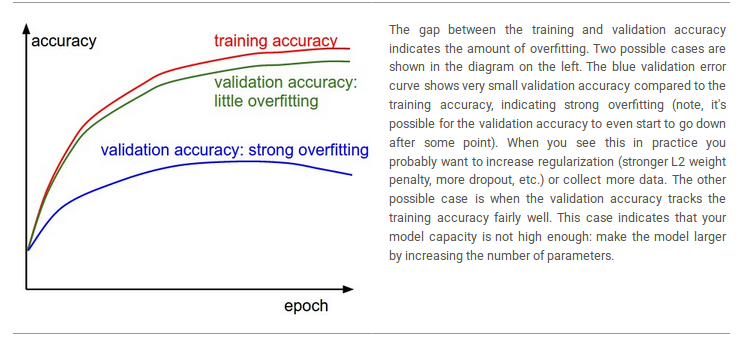 accuracy
training accuracy
validation accuracy:
little overfitting
validation accuracy: strong overfitting
epoch
The gap between the training and validation accuracy
indicates the amount of overfitting. Two possible cases are
shown in the diagram on the left. The blue validation error
curve shows very small validation accuracy compared to the
training accuracy, indicating strong overfitting (note, it's
possible for the validation accuracy to even start to go down
after some point). When you see this in practice you
probably want to increase regularization (stronger L2 weight
penalty, more dropout, etc.) or collect more data. The other
possible case is when the validation accuracy tracks the
training accuracy fairly well. This case indicates that your
model capacity is not high enough: make the model larger
by increasing the number of parameters.